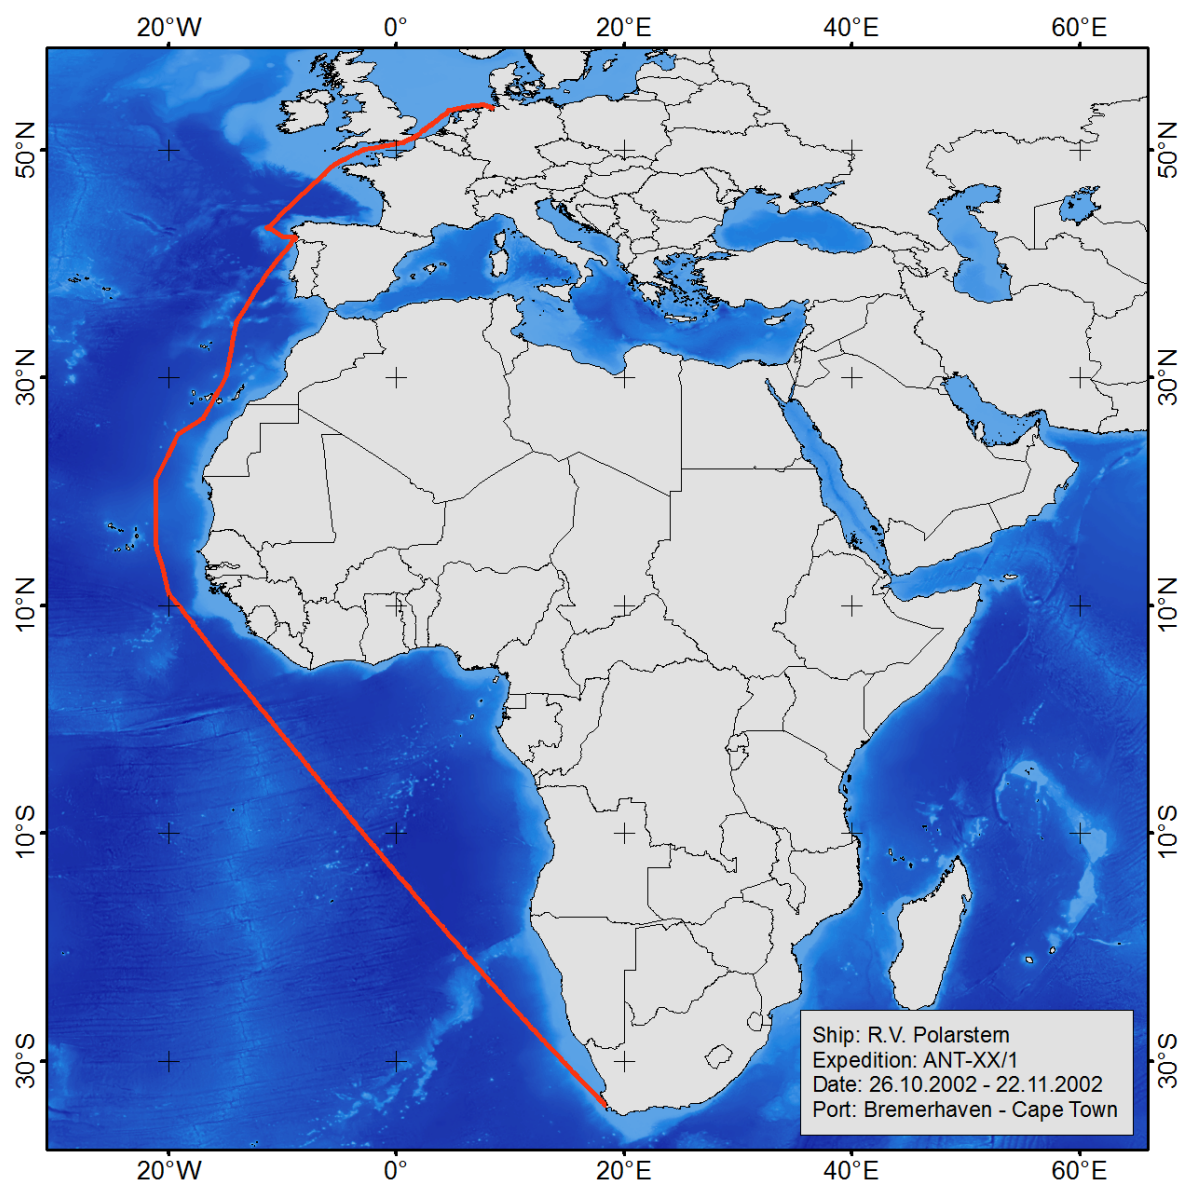 20°W 0° 20°E 40°E 60°E
50°N 50°N
30°N 30°N
10°N 10°N
10°S 10°S
30°S 30°S
Ship: R.V. Polarstern
Expedition: ANT-XX/1
Date: 26.10.2002 - 22.11.2002
Port: Bremerhaven - Cape Town
20°W 0° 20°E 40°E 60°E